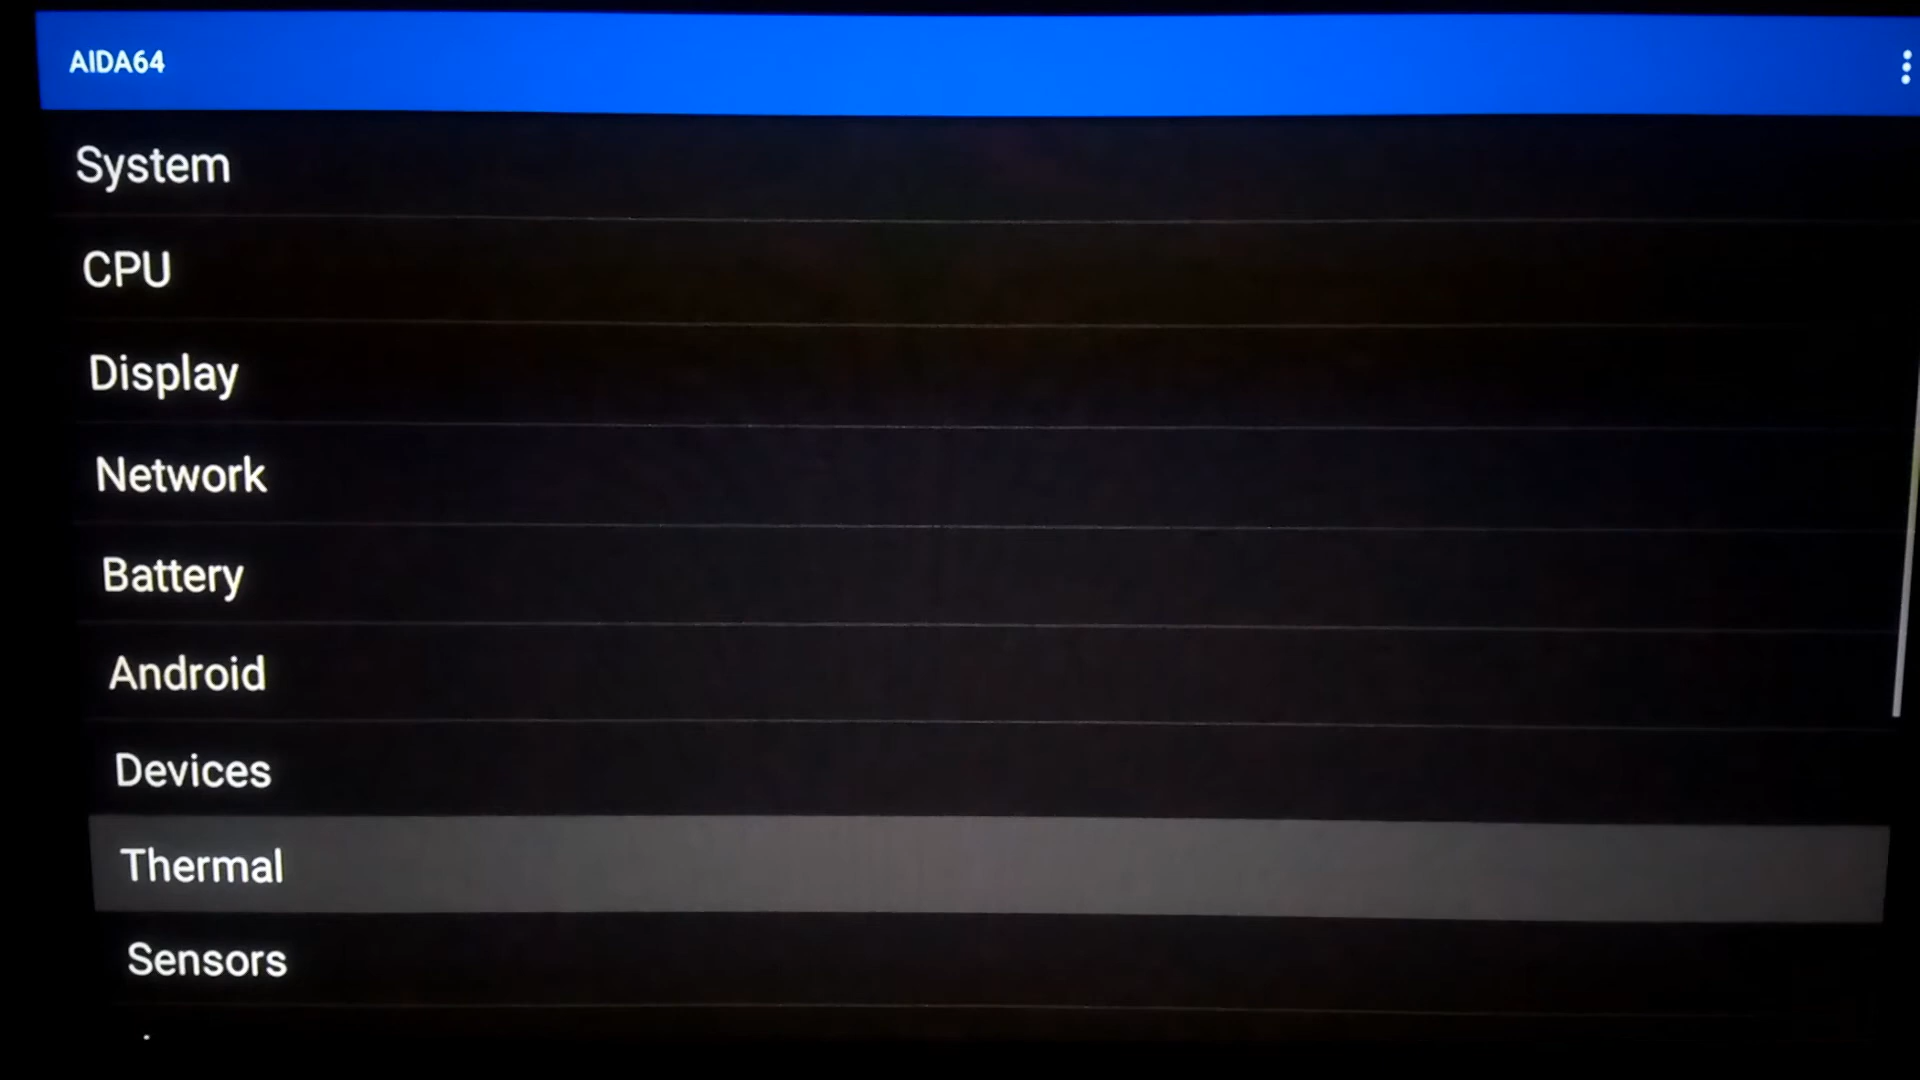 AIDA64
System
CPU
Display
Network
Battery
Android
Devices
Thermal
Sensors